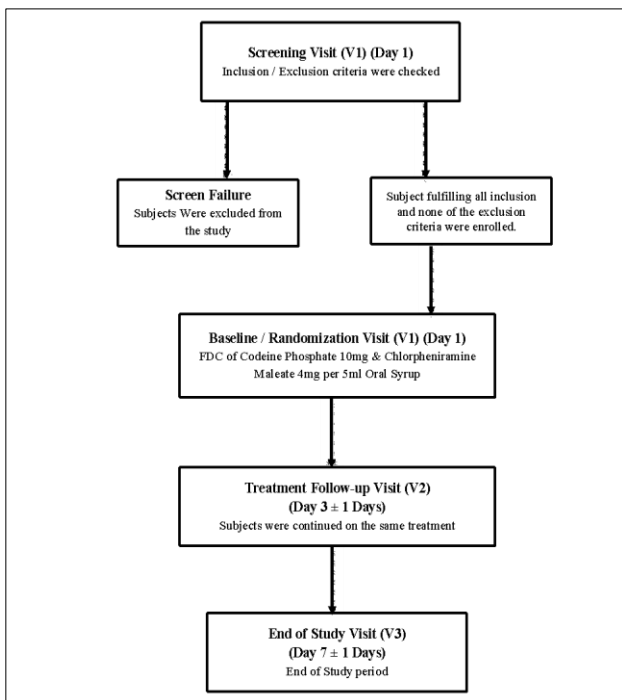 Screening Visit (V1) (Day 1)
Inclusion / Exclusion criteria were checked
Screen Failure
Subjects Were excluded from
the study
Subject fulfilling all inclusion
and none of the exclusion
criteria were enrolled.
Baseline / Randomization Visit (V1) (Day 1)
FDC of Codeine Phosphate 10mg & Chlorpheniramine
Maleate 4mg per 5ml Oral Syrup
Treatment Follow-up Visit (V2)
(Day 3 ± 1 Days)
Subjects were continued on the same treatment
End of Study Visit (V3)
(Day 7 ± 1 Days)
End of Study period